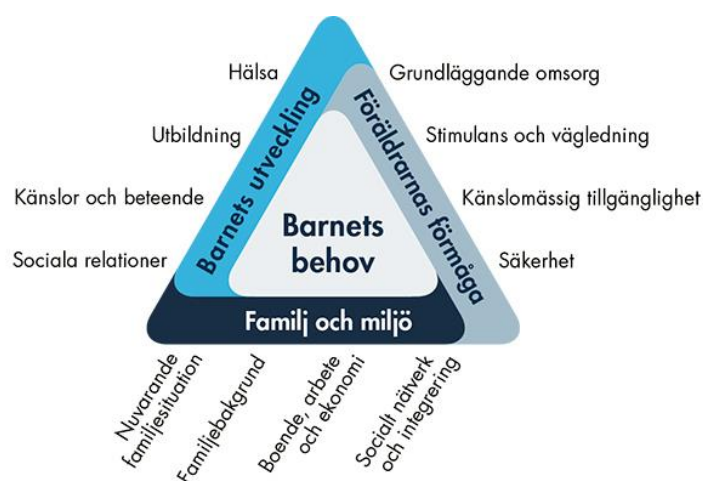 Hälsa
Utbildning
Känslor och beteende
Sociala relationer
Barnets utveckling
Barnets
behov
Föräldrarnas förmåga
Grundläggande omsorg
Stimulans och vägledning
Känslomässig tillgänglighet
Säkerhet
Familj och miljö
Nuvarande
familjesituation
Familjebakgrund
Boende, arbete
och ekonomi
Socialt nätverk
och integrering